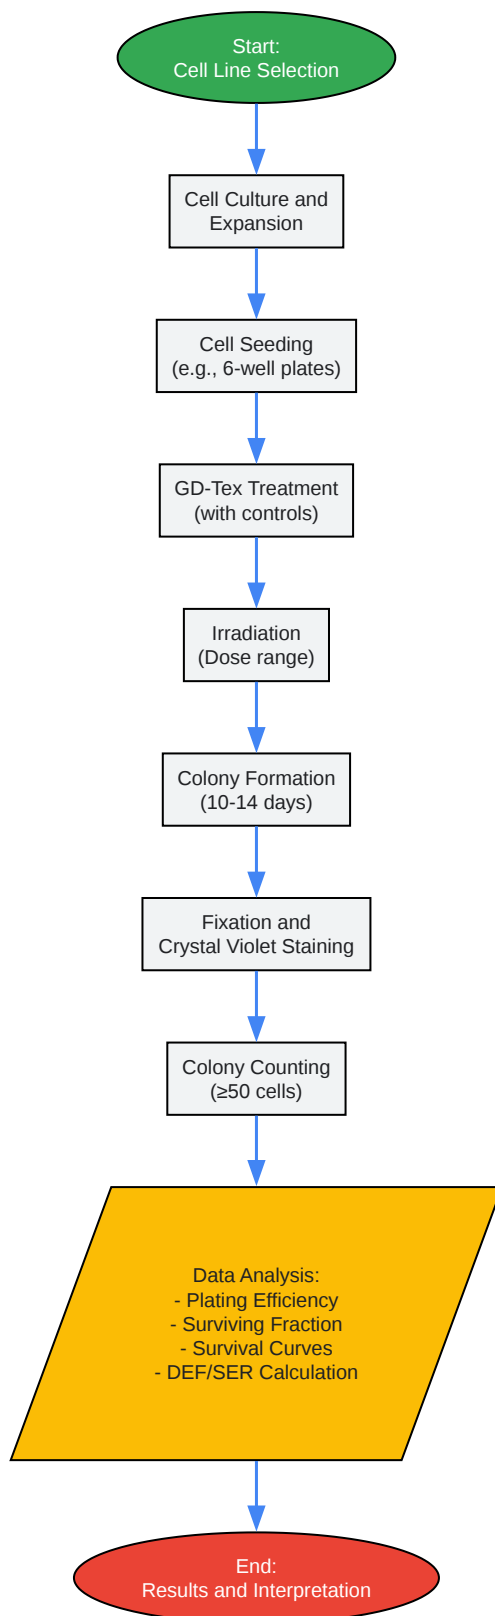 Start:
Cell Line Selection
Cell Culture and
Expansion
Cell Seeding
(e.g., 6-well plates)
GD-Tex Treatment
(with controls)
Irradiation
(Dose range)
Colony Formation
(10-14 days)
Fixation and
Crystal Violet Staining
Colony Counting
(≥50 cells)
Data Analysis:
- Plating Efficiency
- Surviving Fraction
- Survival Curves
- DEF/SER Calculation
End:
Results and Interpretation